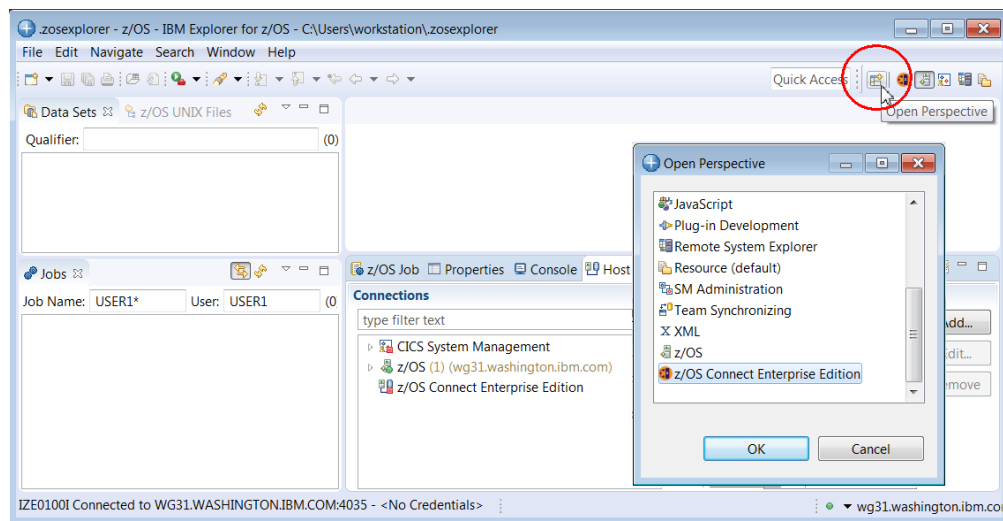 .zosexplorer - z/OS - IBM Explorer for z/OS - C:\Users\workstation\.zosexplorer
File Edit Navigate Search Window Help
Quick Access
Open Perspective
Data Sets z/OS UNIX Files
Qualifier: (0)
Open Perspective
JavaScript
Plug-in Development
Remote System Explorer
Resource (default)
SM Administration
Team Synchronizing
XML
z/OS
z/OS Connect Enterprise Edition
OK Cancel
Jobs
Job Name: USER1* User: USER1 (0
z/OS Job Properties Console Host
Connections
type filter text
CICS System Management
z/OS (1) (wg31.washington.ibm.com)
z/OS Connect Enterprise Edition
Add...
Edit...
emove
IZE0100I Connected to WG31.WASHINGTON.IBM.COM:4035 - <No Credentials>
wg31.washington.ibm.co